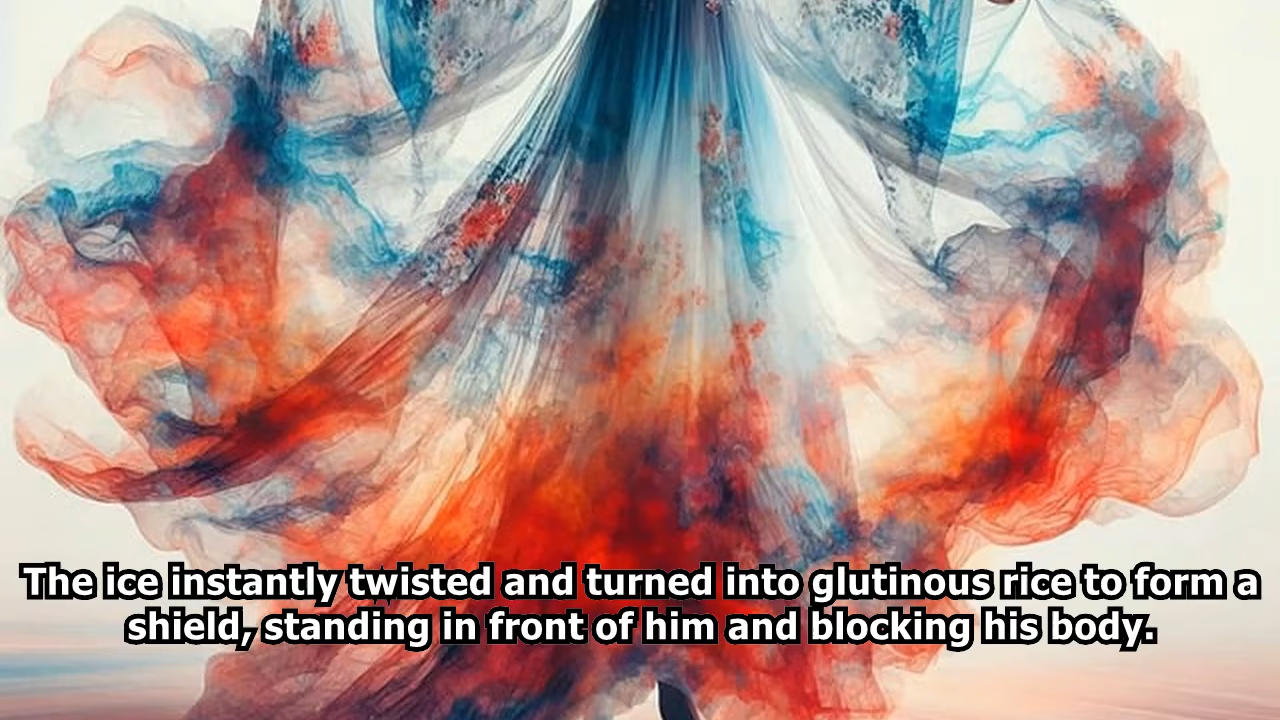 The ice instantly twisted and turned into glutinous rice to form a
shield, standing in front of him and blocking his body.